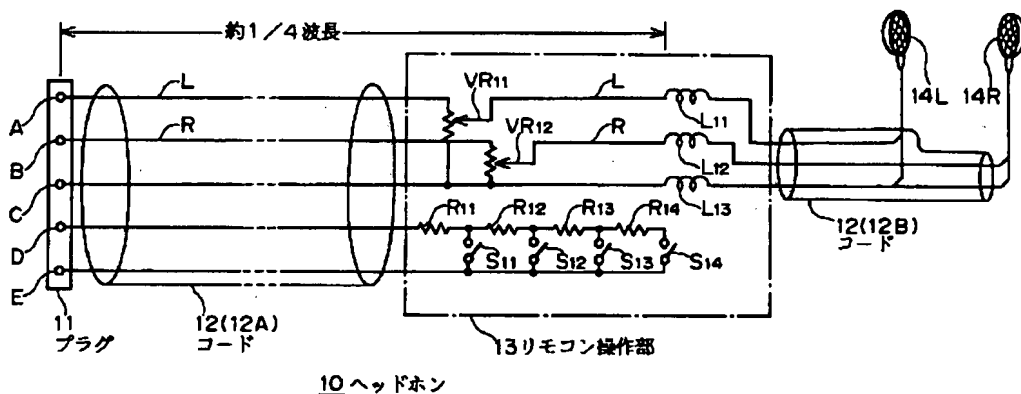 約1/4波長
A
B
C
D
E
L
R
VR11
VR12
L
R
L11
L12
L13
R11
R12
R13
R14
S11
S12
S13
S14
14L
14R
11
プラグ
12(12A)
コード
13リモコン操作部
12(12B)
コード
10 ヘッドホン